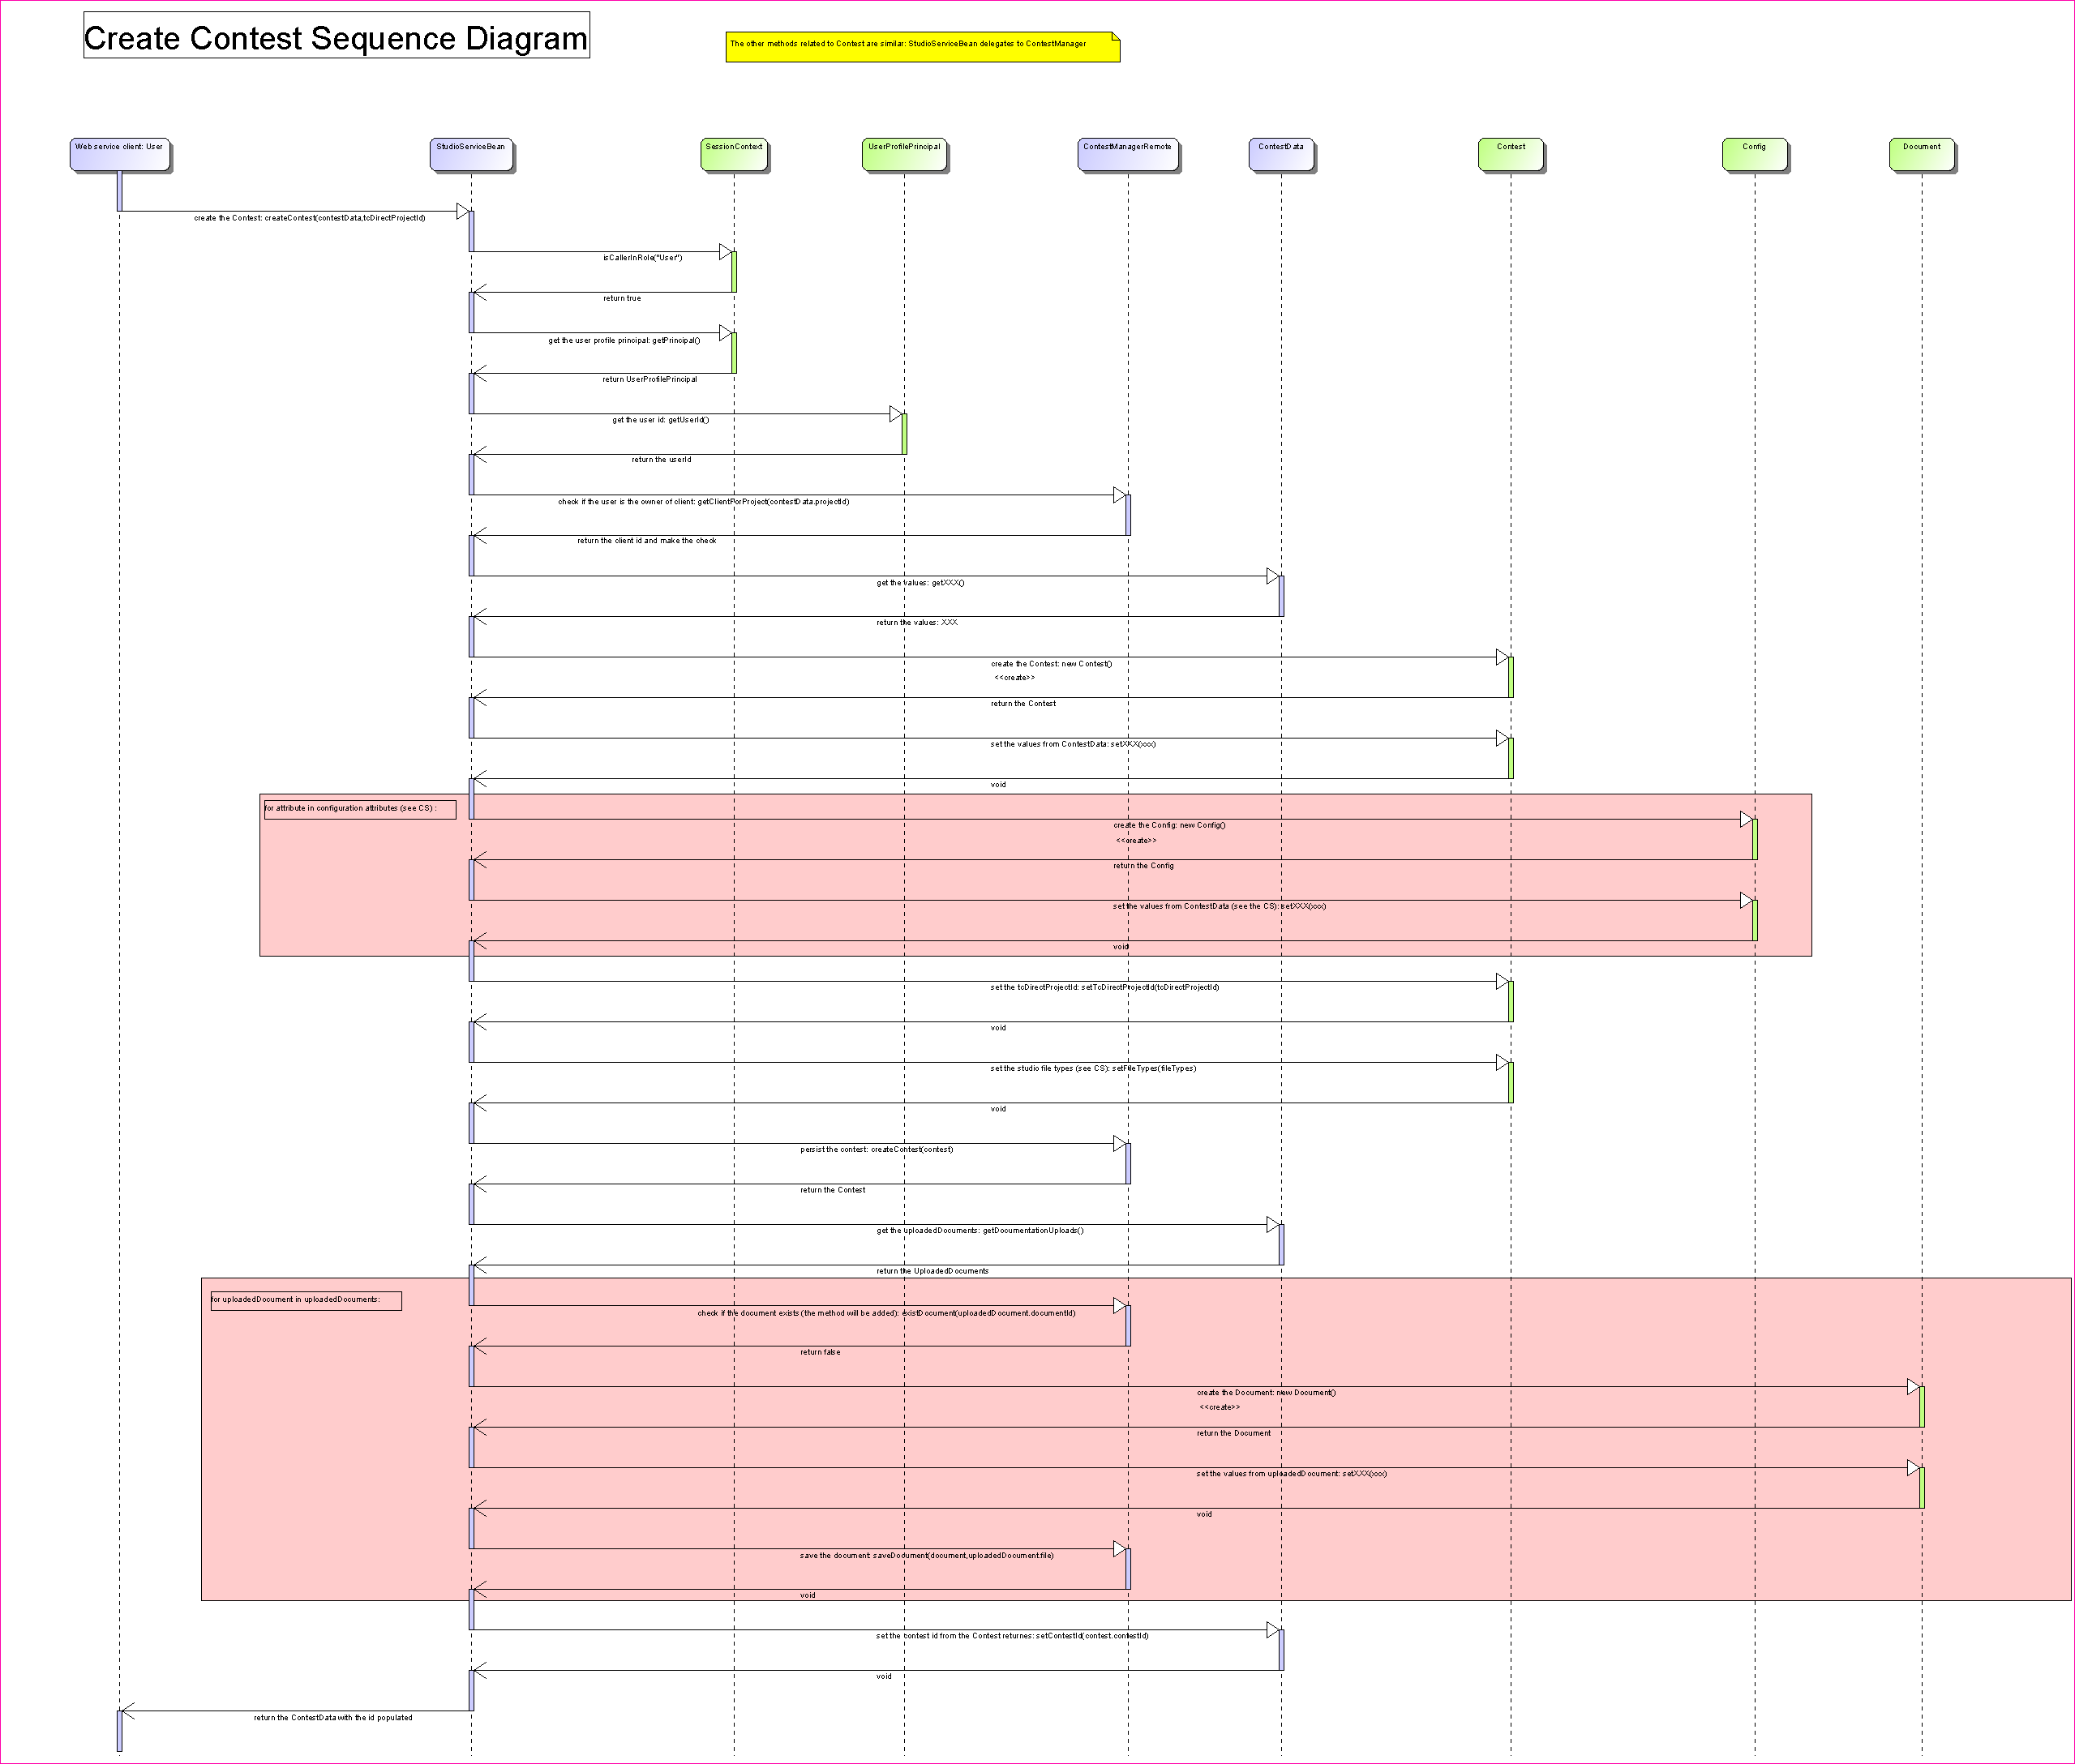 Create Contest Sequence Diagram
The other methods related to Contest are similar: StudioServiceBean delegates to ContestManager
Web service client: User
StudioServiceBean
SessionContext
UserProfilePrincipal
ContestManagerRemote
ContestData
Contest
Config
Document
create the Contest: createContest(contestData,tcDirectProjectId)
isCallerInRole("User")
return true
get the user profile principal: getPrincipal()
return UserProfilePrincipal
get the user id: getUserId()
return the userId
check if the user is the owner of client: getClientForProject(contestData.projectId)
return the client id and make the check
get the values: getXXX()
return the values: XXX
create the Contest: new Contest()
<<create>>
return the Contest
set the values from ContestData: setXXX(xxx)
void
for attribute in configuration attributes (see CS) :
create the Config: new Config()
<<create>>
return the Config
set the values from ContestData (see the CS): setXXX(xxx)
void
set the tcDirectProjectId: setTcDirectProjectId(tcDirectProjectId)
void
set the studio file types (see CS): setFileTypes(fileTypes)
void
persist the contest: createContest(contest)
return the Contest
get the uploadedDocuments: getDocumentationUploads()
return the UploadedDocuments
for uploadedDocument in uploadedDocuments:
check if the document exists (the method will be added): existDocument(uploadedDocument.documentId)
return false
create the Document: new Document()
<<create>>
return the Document
set the values from uploadedDocument: setXXX(xxx)
void
save the document: saveDocument(document,uploadedDocument.file)
void
set the contest id from the Contest returnes: setContestId(contest.contestId)
void
return the ContestData with the id populated